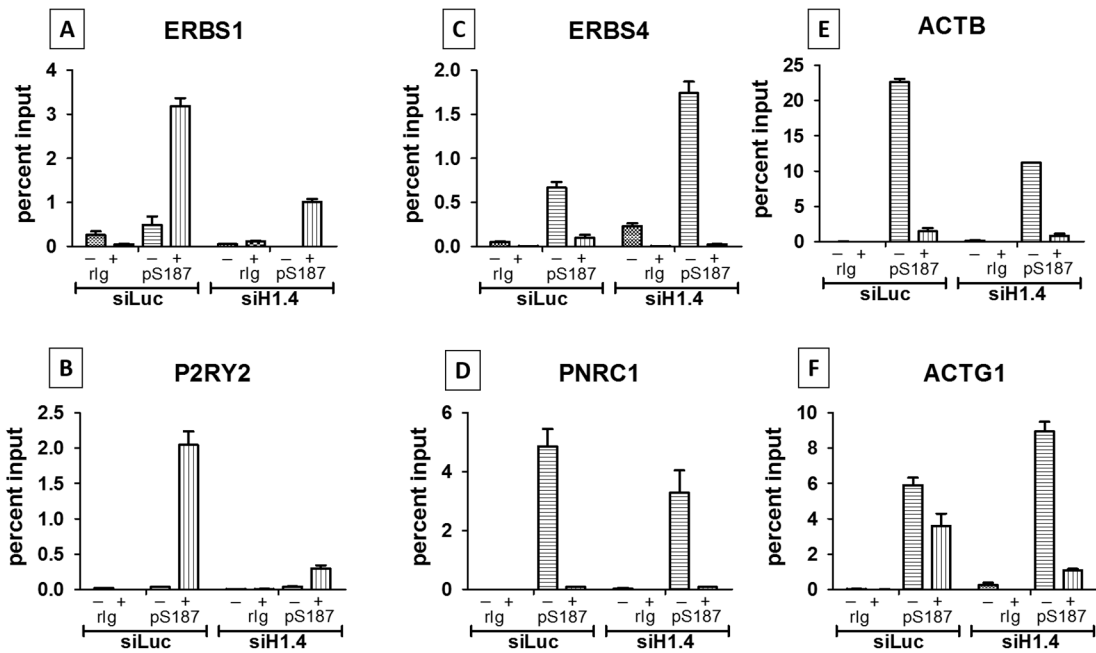 A ERBS1
percent input
4
3
2
1
0
– + – + – + – +
rIg pS187 rIg pS187
siLuc siH1.4
C ERBS4
percent input
2.0
1.5
1.0
0.5
0.0
– + – + – + – +
rIg pS187 rIg pS187
siLuc siH1.4
E ACTB
percent input
25
20
15
10
5
0
– + – + – + – +
rIg pS187 rIg pS187
siLuc siH1.4
B P2RY2
percent input
2.5
2.0
1.5
1.0
0.5
0.0
– + – + – + – +
rIg pS187 rIg pS187
siLuc siH1.4
D PNRC1
percent input
6
4
2
0
– + – + – + – +
rIg pS187 rIg pS187
siLuc siH1.4
F ACTG1
percent input
10
8
6
4
2
0
– + – + – + – +
rIg pS187 rIg pS187
siLuc siH1.4